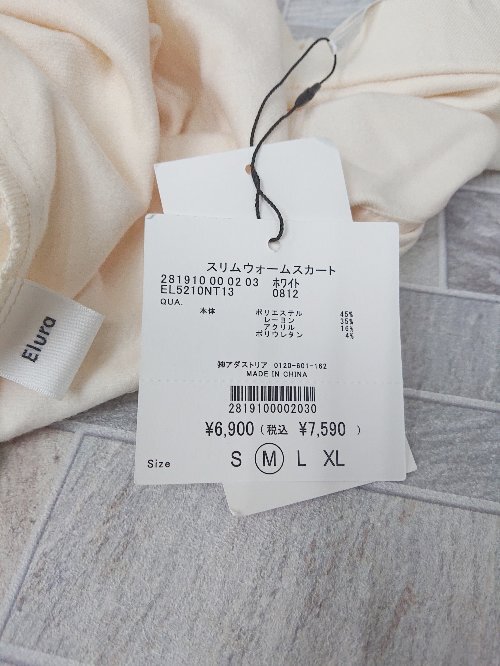 スリムウォームスカート
281910 00 02 03 ホワイト
EL5210NT13 0812
QUA.
本体 ポリエステル 45%
レーヨン 35%
アクリル 16%
ポリウレタン 4%
㈱アダストリア 0120-601-162
MADE IN CHINA
2819100002030
¥6,900 (税込 ¥7,590 )
Size S M L XL
Elura